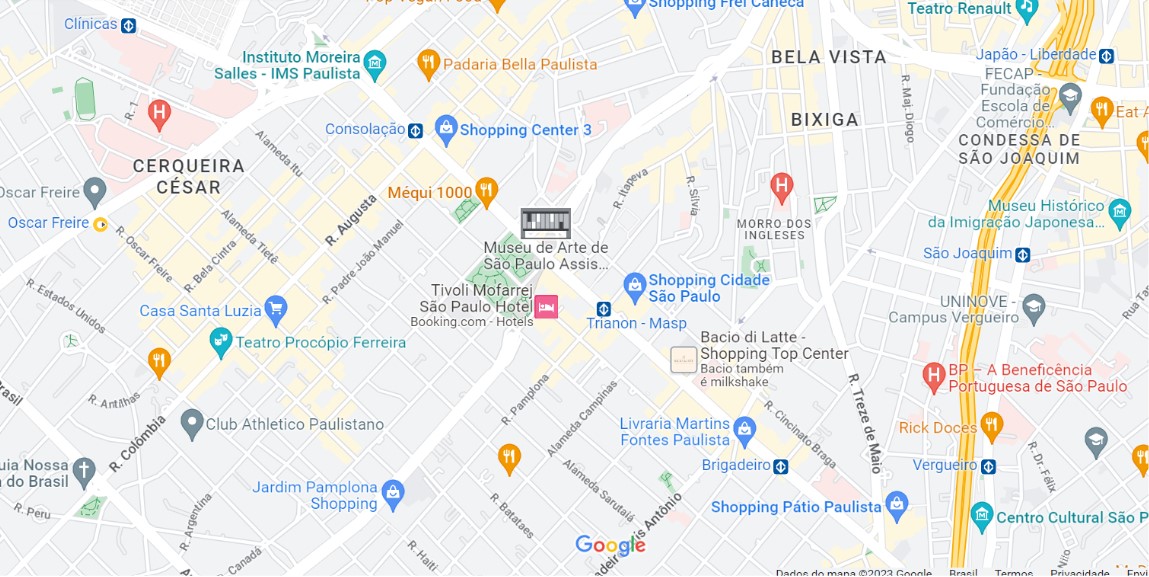 Top Vegan Food
Shopping Frei Caneca
Teatro Renault
Clínicas
Instituto Moreira
Salles - IMS Paulista
Padaria Bella Paulista
BELA VISTA
Japão - Liberdade
FECAP -
Fundação
Escola de
Comércio...
R. 1
R. Maj. Diogo
Eat A
Consolação
Shopping Center 3
BIXIGA
Alameda Itu
CONDESSA DE
SÃO JOAQUIM
CERQUEIRA
CÉSAR
Oscar Freire
Méqui 1000
R. Itapeva
R. Sílvia
Oscar Freire
R. Augusta
Alameda Tietê
R. Padre João Manuel
MORRO DOS
INGLESES
Museu Histórico
da Imigração Japonesa...
R. Oscar Freire
R. Bela Cintra
Museu de Arte de
São Paulo Assis...
São Joaquim
R. Estados Unidos
Tivoli Mofarrej
São Paulo Hotel
Booking.com - Hotels
Shopping Cidade
São Paulo
Casa Santa Luzia
Trianon - Masp
UNINOVE -
Campus Vergueiro
Rua Ta
Teatro Procópio Ferreira
Bacio di Latte -
Shopping Top Center
Bacio também
é milkshake
BP – A Beneficência
Portuguesa de São Paulo
R. Antilhas
R. Pamplona
Alameda Campinas
R. Treze de Maio
Brasil
R. Colômbia
Club Athletico Paulistano
R. Cincinato Braga
Livraria Martins
Fontes Paulista
Rick Doces
uia Nossa
a do Brasil
Brigadeiro
Vergueiro
R. Dr. Félix
Alameda Sarutaiá
Jardim Pamplona
Shopping
R. Peru
R. Argentina
R. Batataes
Shopping Pátio Paulista
Centro Cultural São P
R. Canadá
R. Haiti
Google
Dados do mapa ©2023 Google
Brasil
Termos
Privacidade
Envi